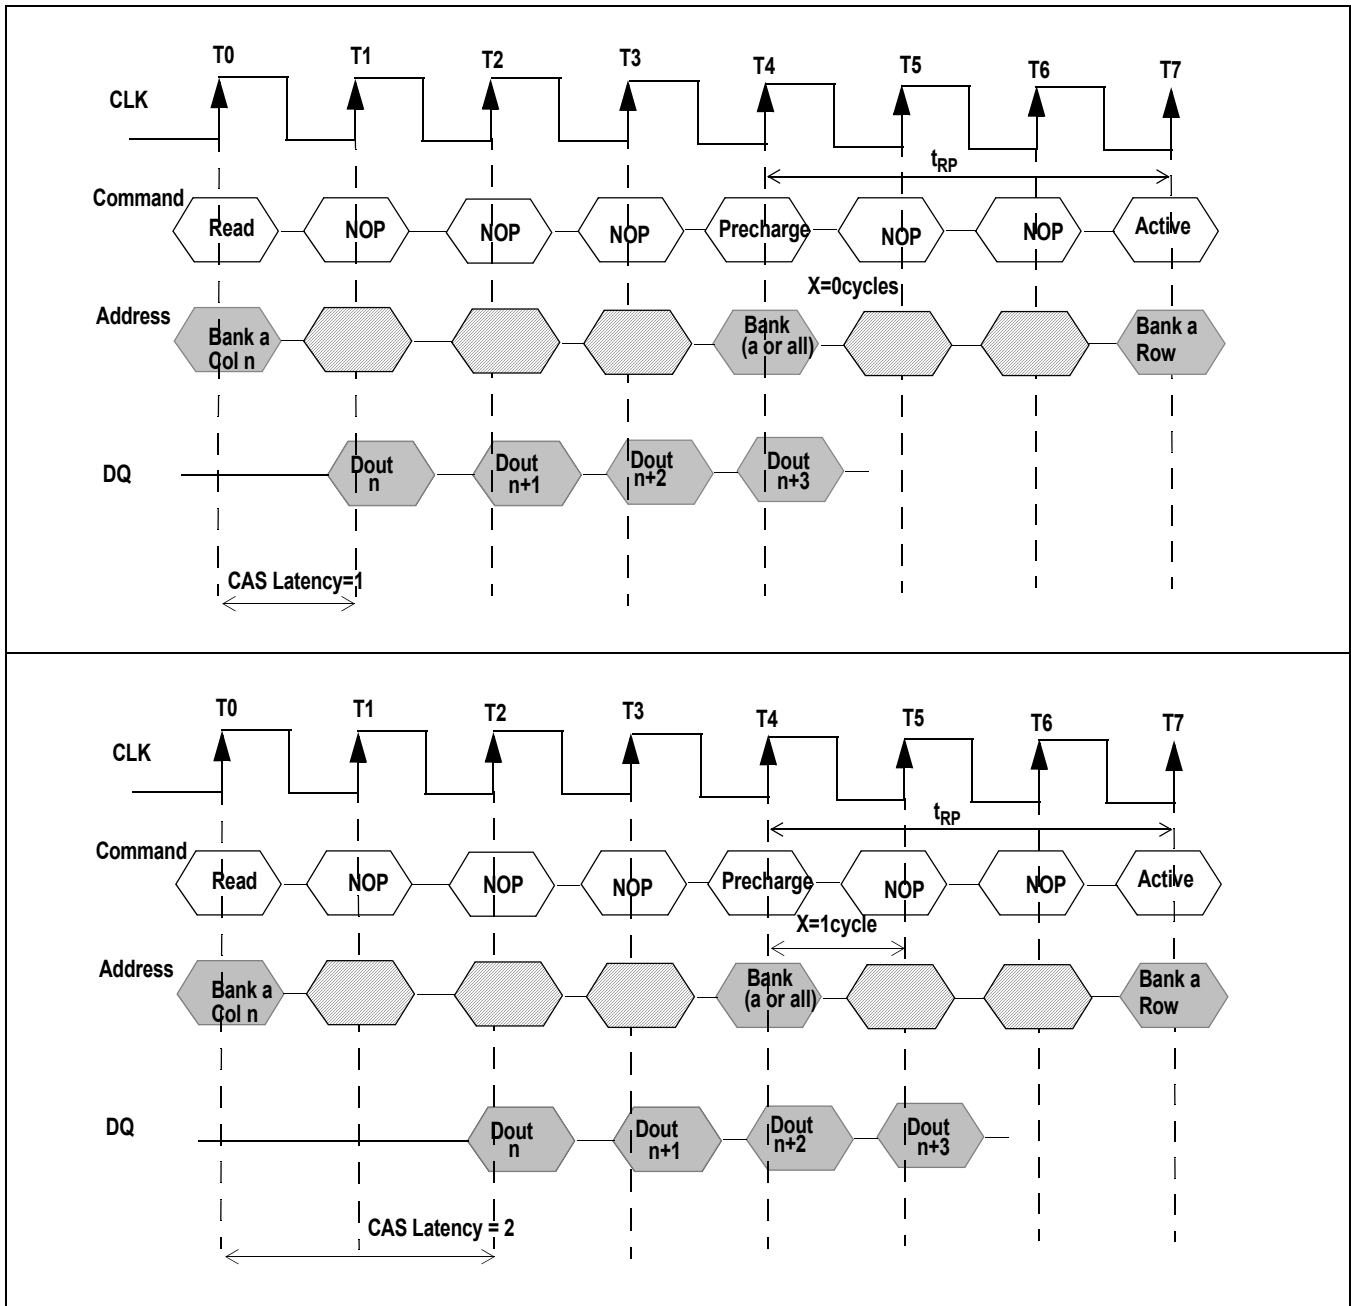 T0 T1 T2 T3 T4 T5 T6 T7
CLK
tRP
Command
Read NOP NOP NOP Precharge NOP NOP Active
X=0cycles
Address
Bank a
Col n
Bank
(a or all)
Bank a
Row
DQ
Dout
n
Dout
n+1
Dout
n+2
Dout
n+3
CAS Latency=1
T0 T1 T2 T3 T4 T5 T6 T7
CLK
tRP
Command
Read NOP NOP NOP Precharge NOP NOP Active
X=1cycle
Address
Bank a
Col n
Bank
(a or all)
Bank a
Row
DQ
Dout
n
Dout
n+1
Dout
n+2
Dout
n+3
CAS Latency = 2